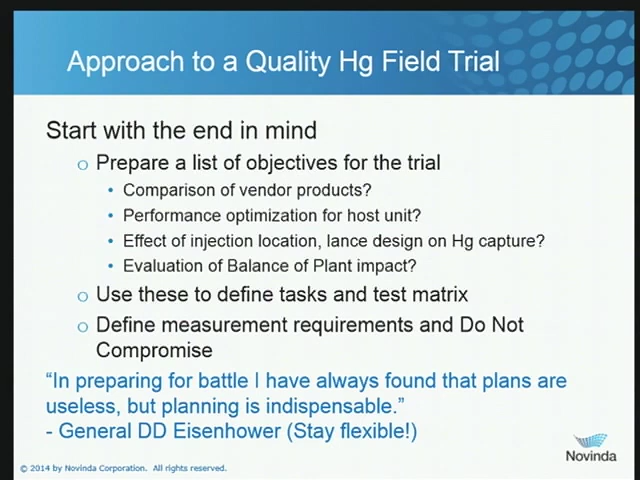 Approach to a Quality Hg Field Trial
Start with the end in mind
o Prepare a list of objectives for the trial
• Comparison of vendor products?
• Performance optimization for host unit?
• Effect of injection location, lance design on Hg capture?
• Evaluation of Balance of Plant impact?
o Use these to define tasks and test matrix
o Define measurement requirements and Do Not
Compromise
“In preparing for battle I have always found that plans are
useless, but planning is indispensable.”
- General DD Eisenhower (Stay flexible!)
Novinda
© 2014 by Novinda Corporation. All rights reserved.